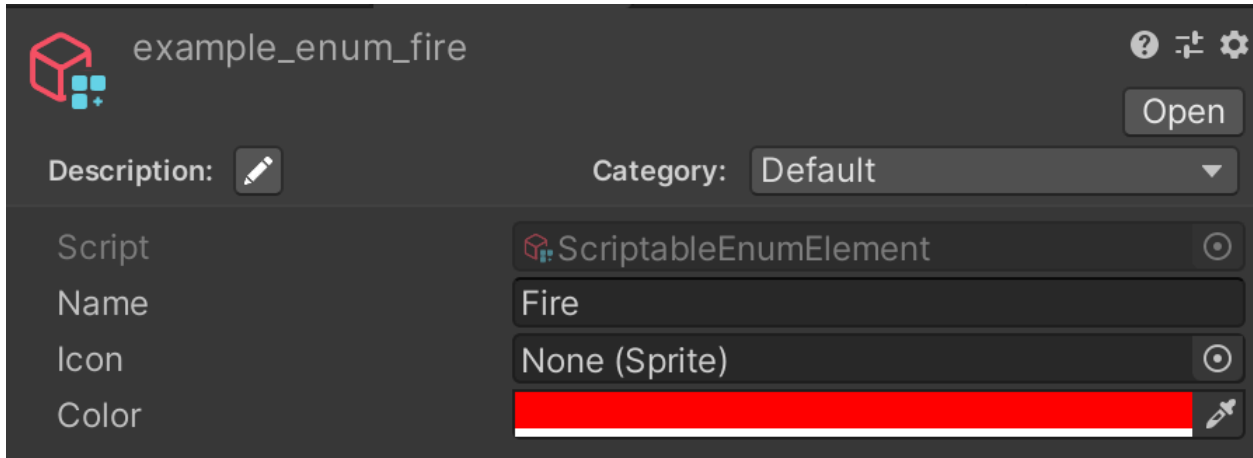 example_enum_fire
Open
Description: Category: Default
Script ScriptableEnumElement
Name Fire
Icon None (Sprite)
Color